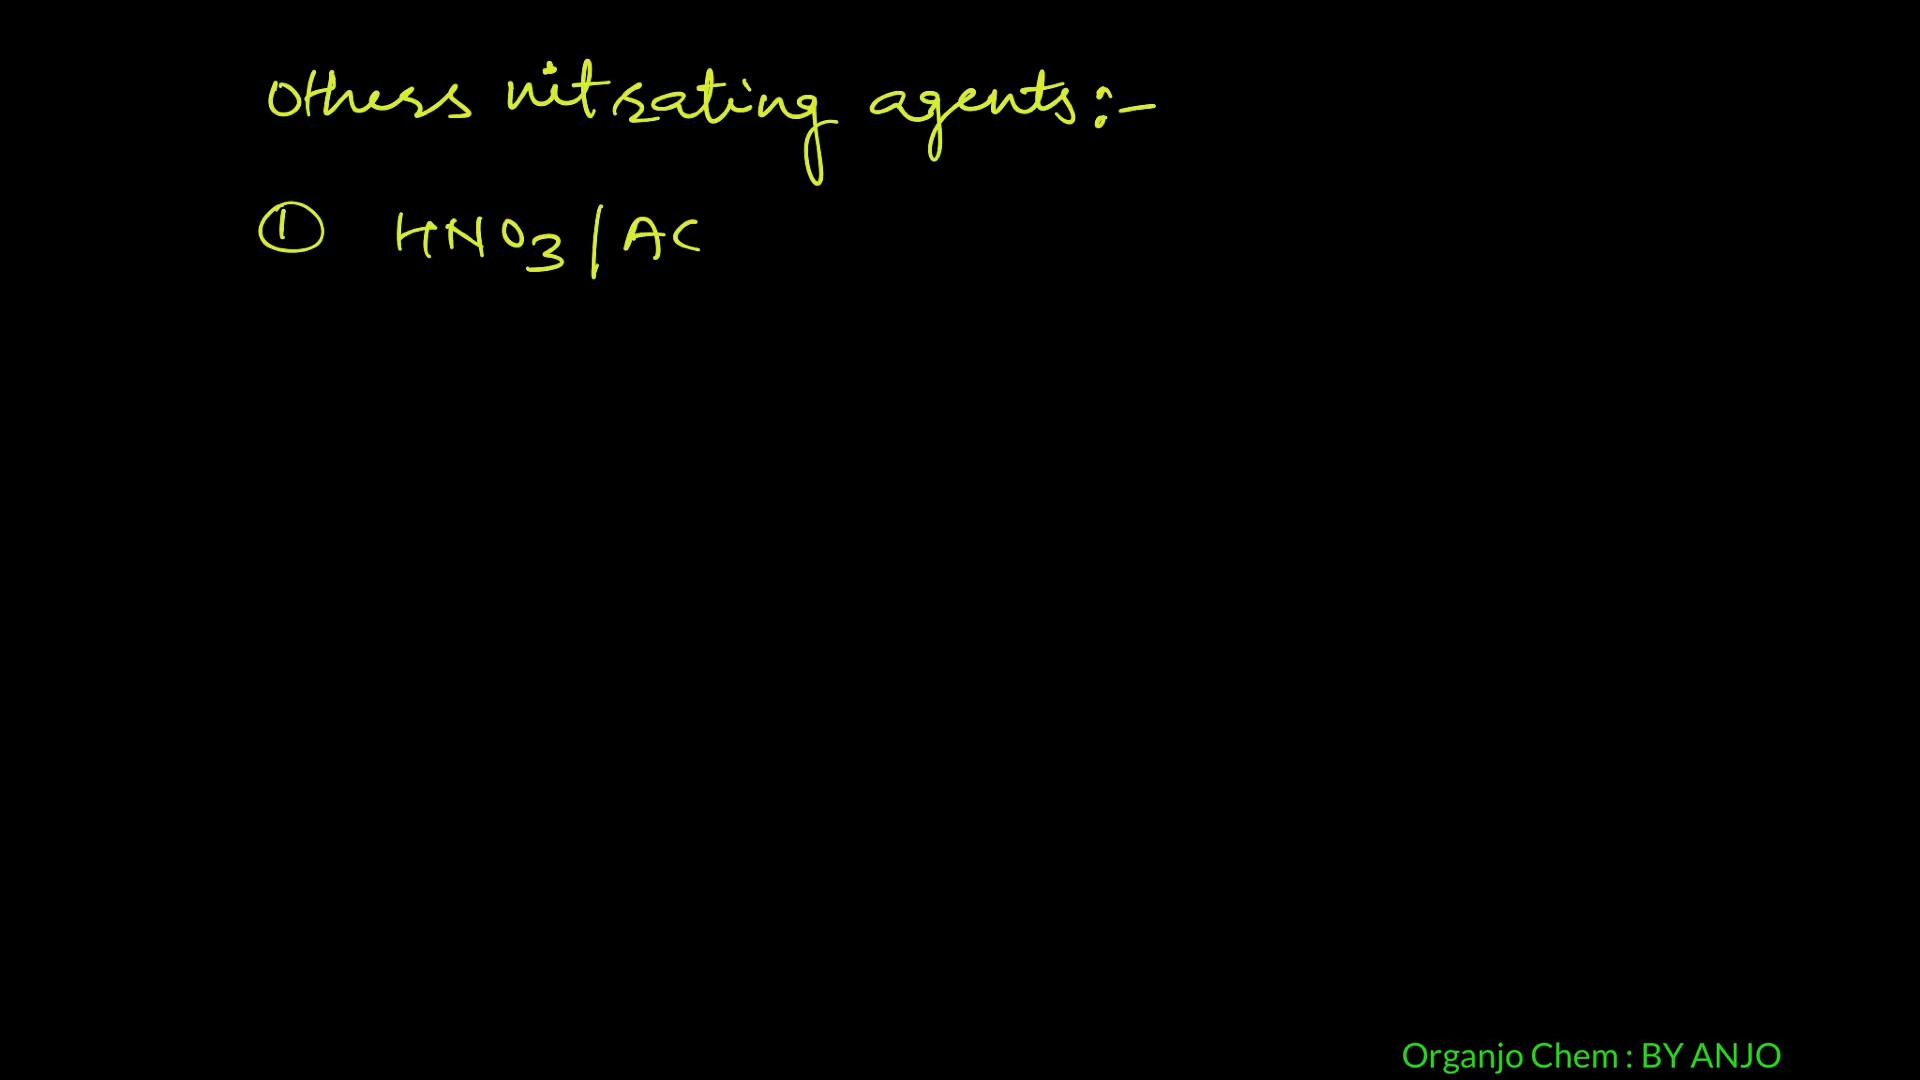 others nitrating agents:-
① HNO3/AC
Organjo Chem : BY ANJO